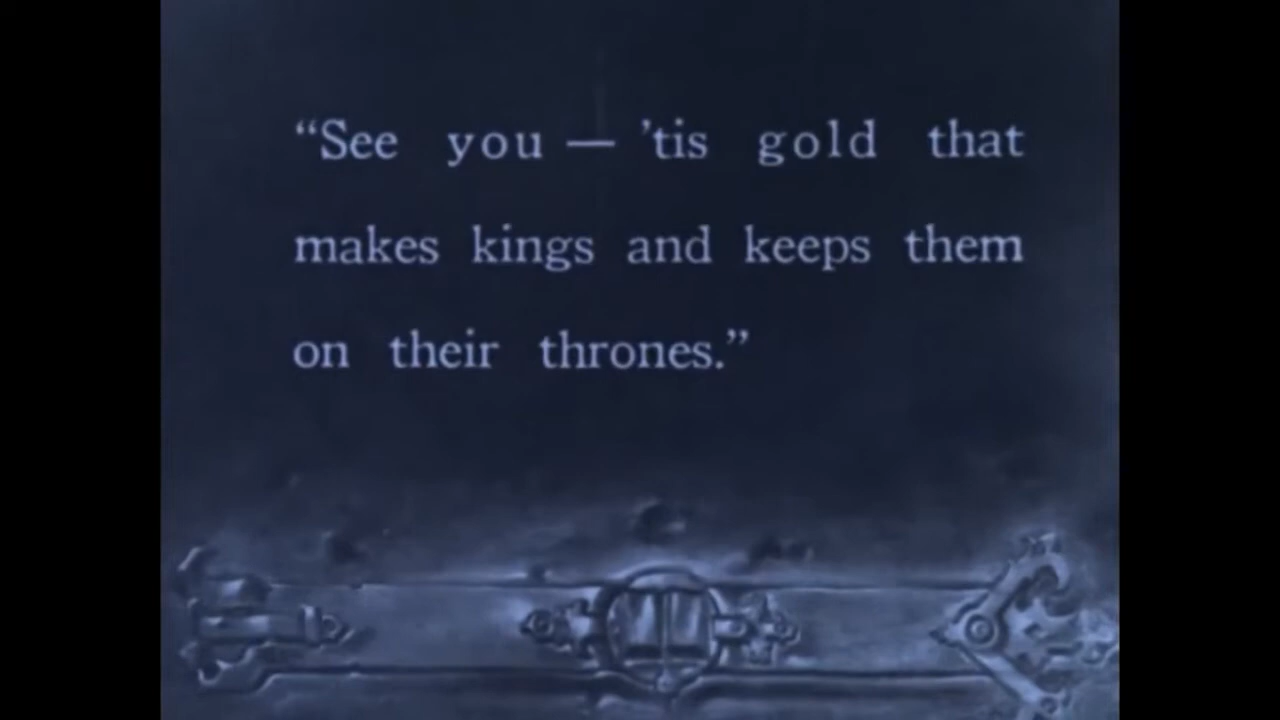 “See you — ’tis gold that
makes kings and keeps them
on their thrones.”